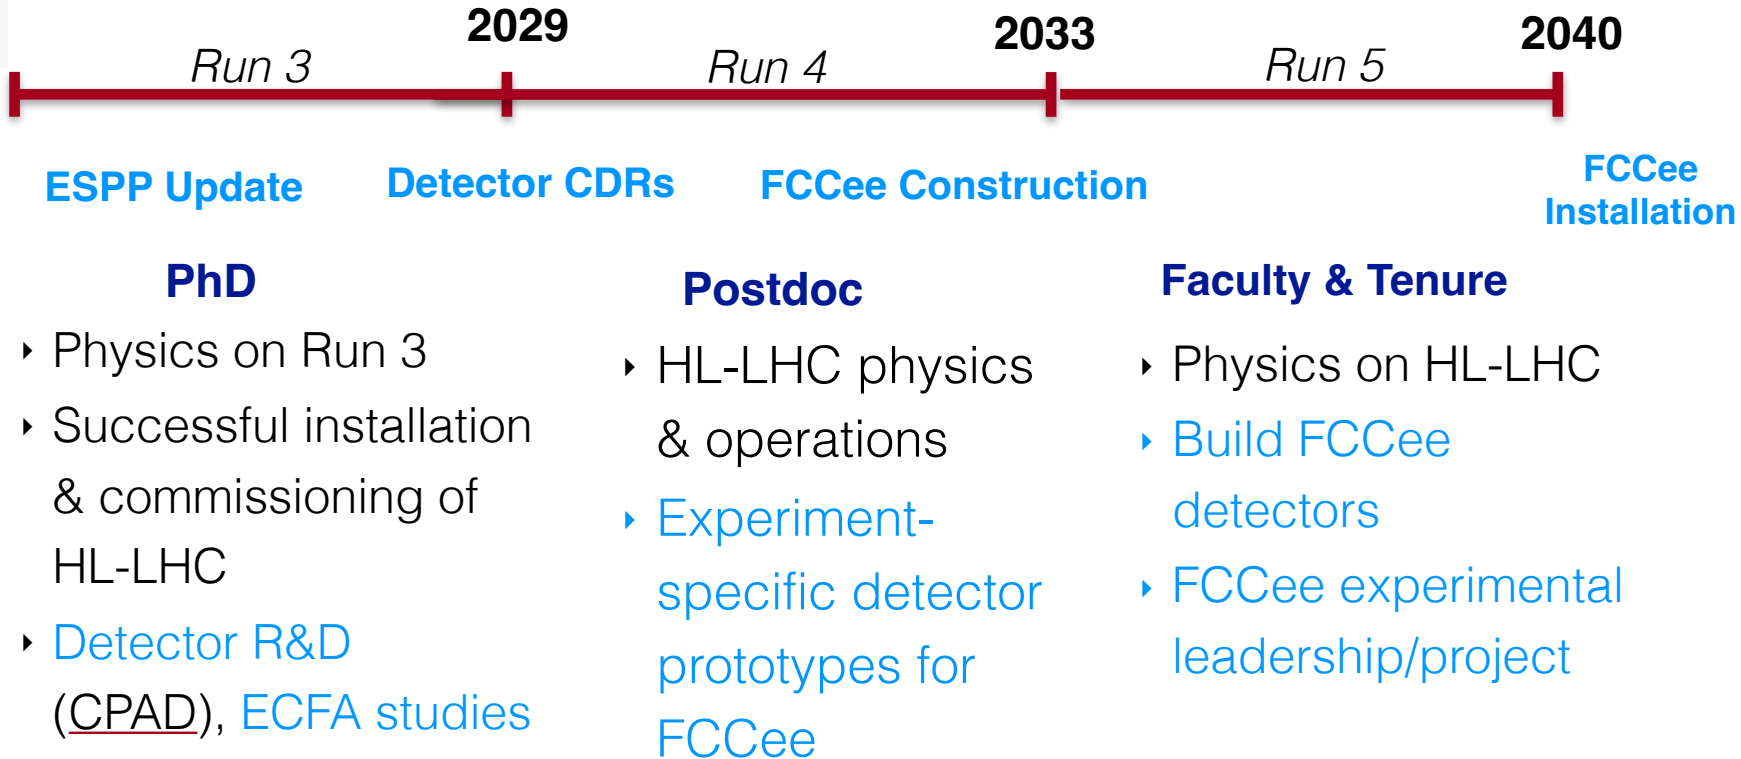 2029
2033
2040
Run 3
Run 4
Run 5
ESPP Update
Detector CDRs
FCCee Construction
FCCee
Installation
PhD
‣ Physics on Run 3
‣ Successful installation
& commissioning of
HL-LHC
‣ Detector R&D
(CPAD), ECFA studies
Postdoc
‣ HL-LHC physics
& operations
‣ Experiment-
specific detector
prototypes for
FCCee
Faculty & Tenure
‣ Physics on HL-LHC
‣ Build FCCee
detectors
‣ FCCee experimental
leadership/project